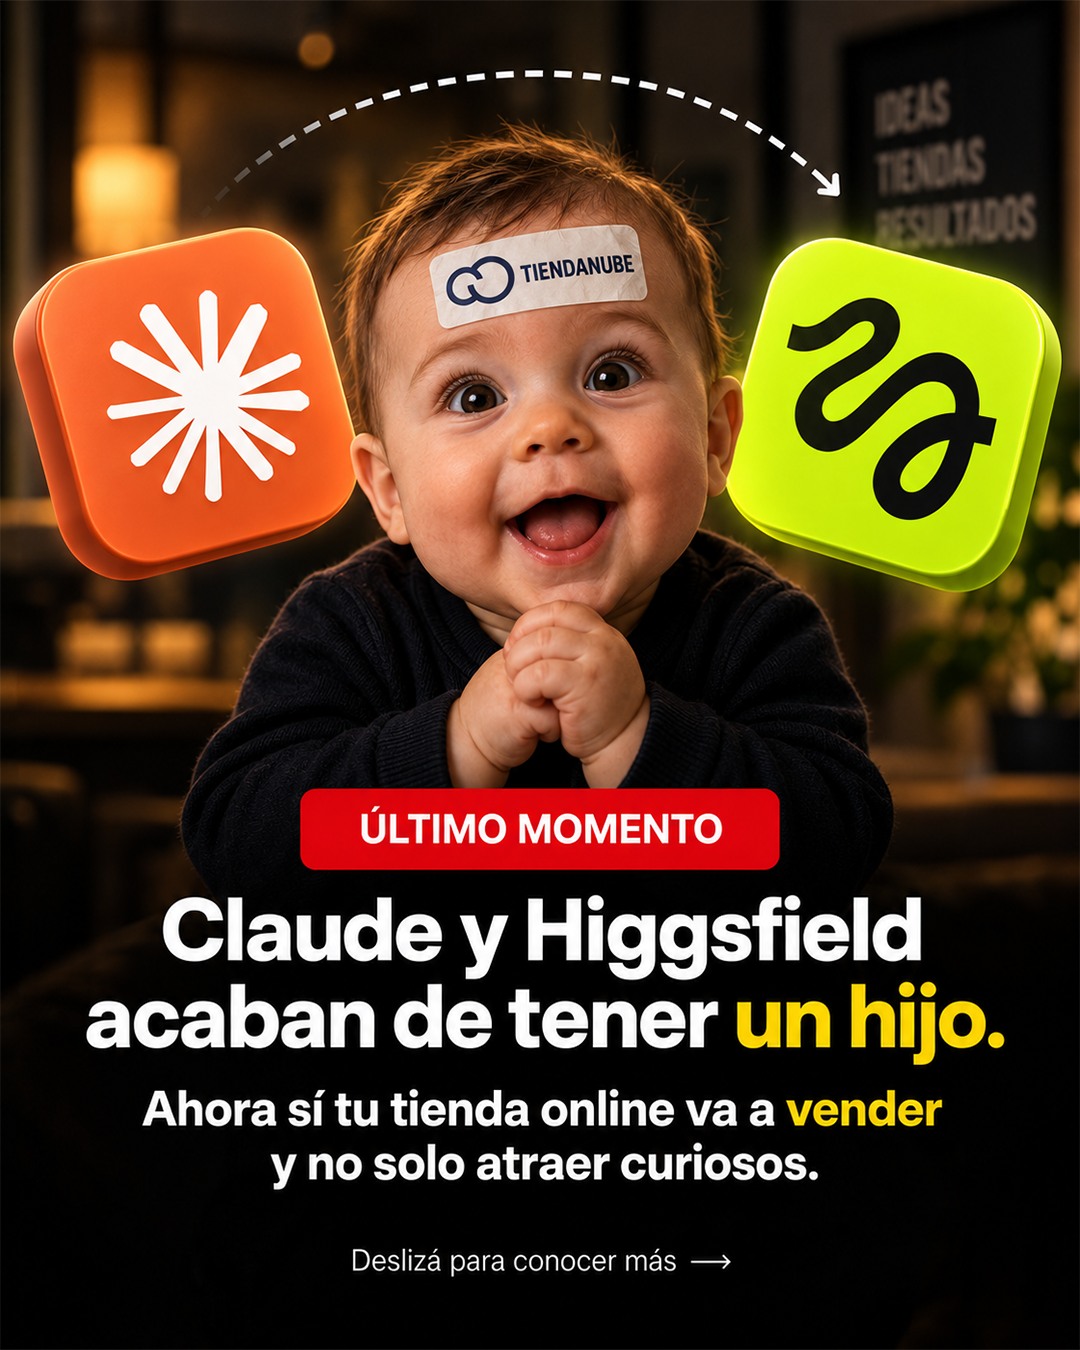 IDEAS
TIENDAS
RESULTADOS
TIENDANUBE
ÚLTIMO MOMENTO
Claude y Higgsfield
acaban de tener un hijo.
Ahora sí tu tienda online va a vender
y no solo atraer curiosos.
Deslizá para conocer más